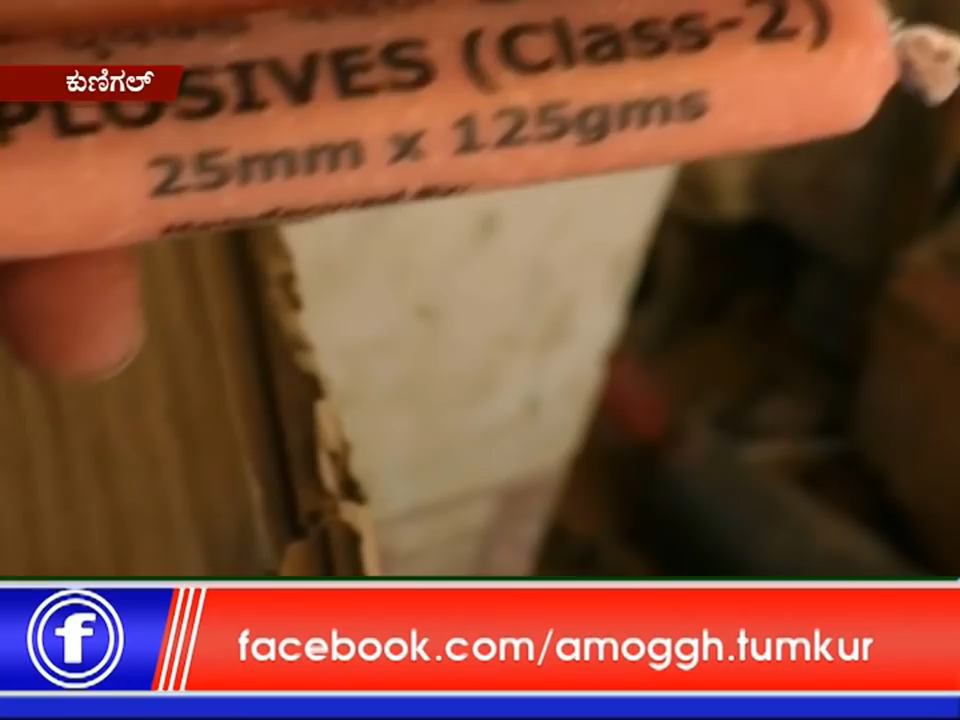 PLOSIVES (Class-2)
ಕುಣಿಗಲ್
25mm x 125gms
facebook.com/amoggh.tumkur